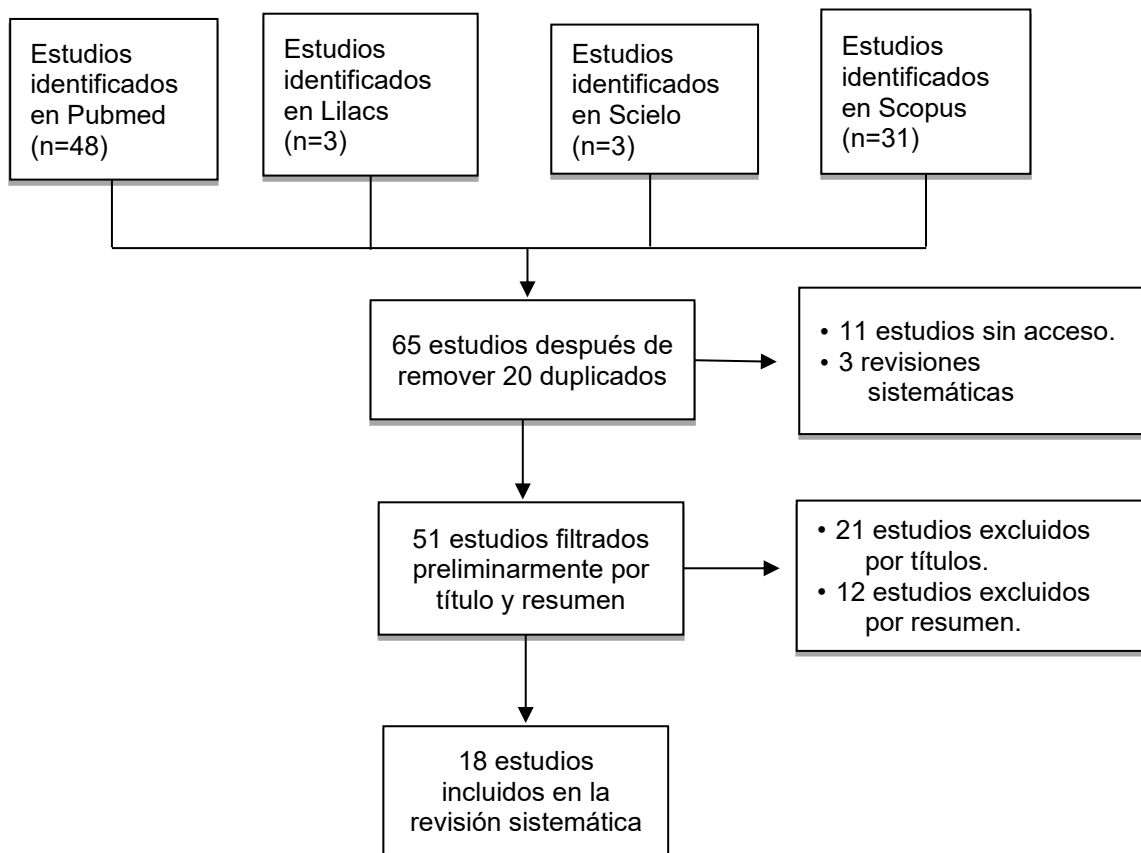 Estudios
identificados
en Pubmed
(n=48)
Estudios
identificados
en Lilacs
(n=3)
Estudios
identificados
en Scielo
(n=3)
Estudios
identificados
en Scopus
(n=31)
65 estudios después de
remover 20 duplicados
• 11 estudios sin acceso.
• 3 revisiones
sistemáticas
51 estudios filtrados
preliminarmente por
título y resumen
• 21 estudios excluidos
por títulos.
• 12 estudios excluidos
por resumen.
18 estudios
incluidos en la
revisión sistemática